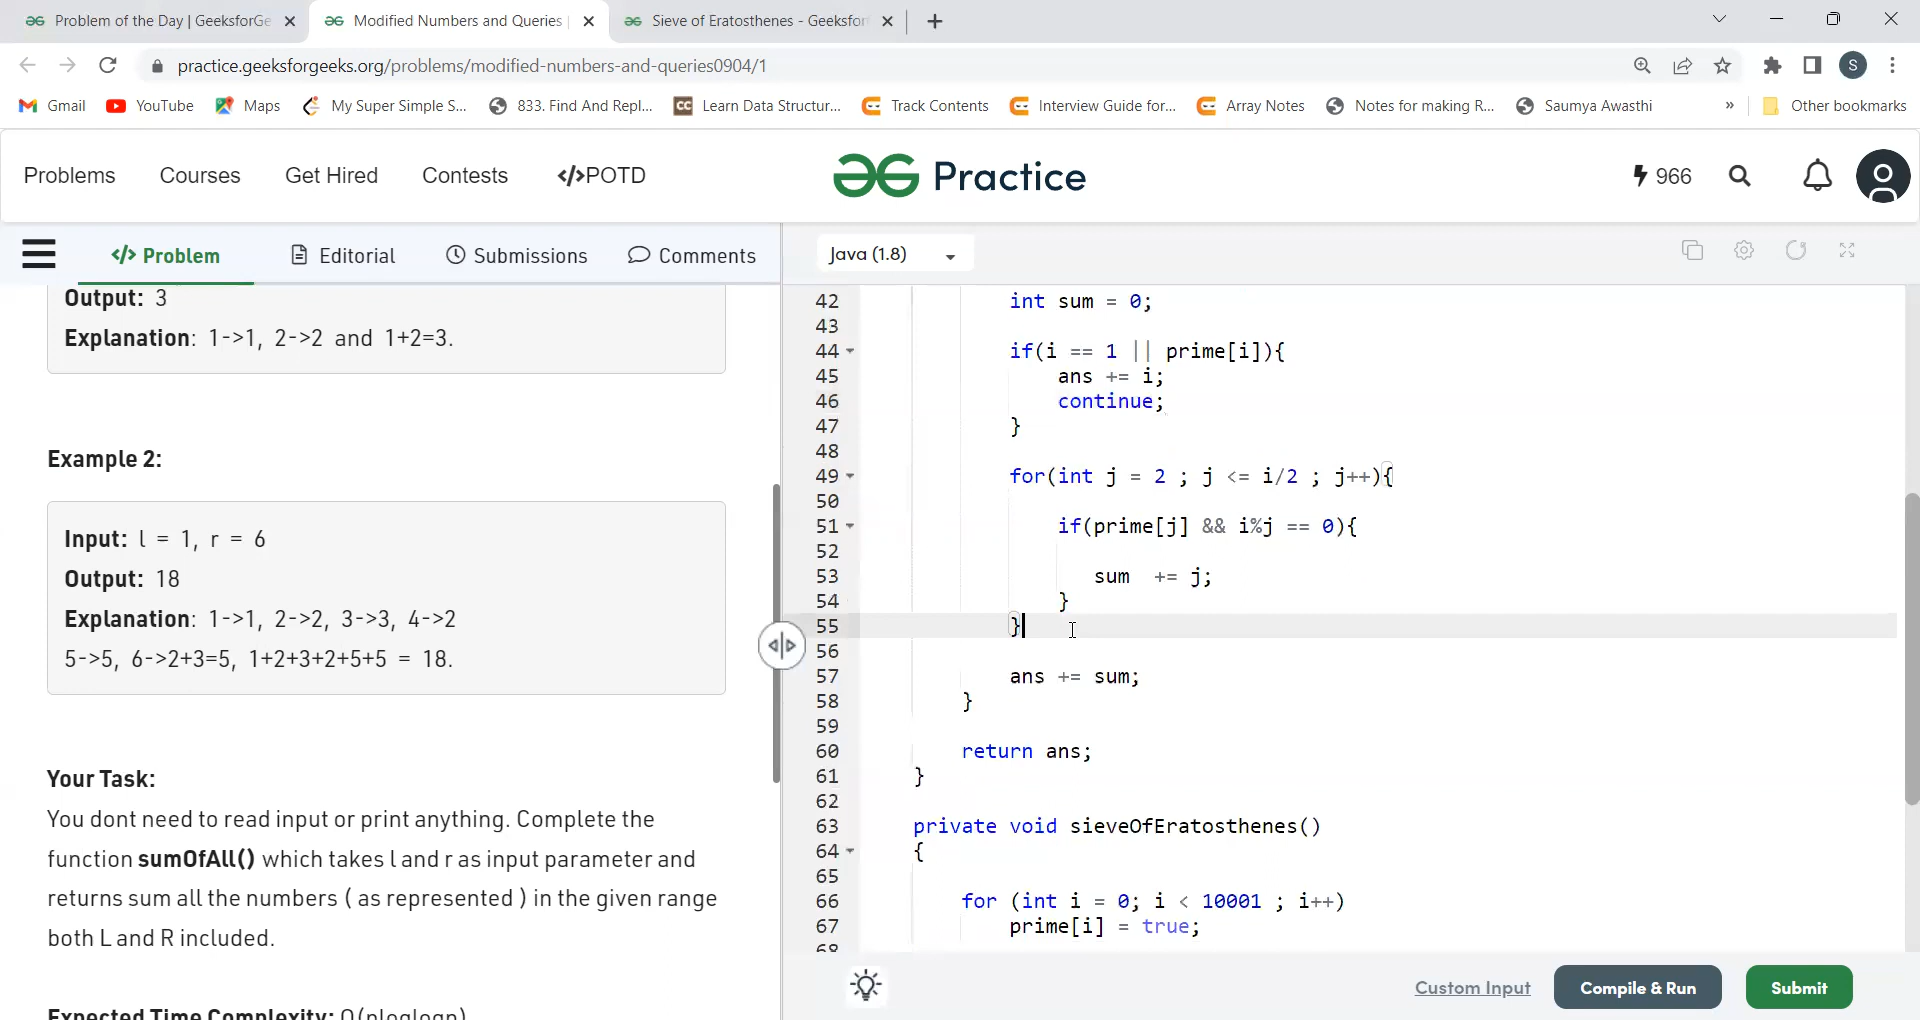 Problem of the Day | GeeksforGe
Modified Numbers and Queries
Sieve of Eratosthenes - Geeksfor
practice.geeksforgeeks.org/problems/modified-numbers-and-queries0904/1
S
Gmail
YouTube
Maps
My Super Simple S...
833. Find And Repl...
CC
Learn Data Structur...
Track Contents
Interview Guide for...
Array Notes
Notes for making R...
Saumya Awasthi
»
Other bookmarks
Problems
Courses
Get Hired
Contests
</>POTD
Practice
966
</> Problem
Editorial
Submissions
Comments
Java (1.8)
Output: 3
Explanation: 1->1, 2->2 and 1+2=3.
Example 2:
Input: l = 1, r = 6
Output: 18
Explanation: 1->1, 2->2, 3->3, 4->2
5->5, 6->2+3=5, 1+2+3+2+5+5 = 18.
Your Task:
You dont need to read input or print anything. Complete the
function sumOfAll() which takes l and r as input parameter and
returns sum all the numbers ( as represented ) in the given range
both L and R included.
Expected Time Complexity: O(nloglogn)
42 int sum = 0;
43
44 if(i == 1 || prime[i]){
45 ans += i;
46 continue;
47 }
48
49 for(int j = 2 ; j <= i/2 ; j++){
50
51 if(prime[j] && i%j == 0){
52
53 sum += j;
54 }
55 }
56
57 ans += sum;
58 }
59
60 return ans;
61 }
62
63 private void sieveOfEratosthenes()
64 {
65
66 for (int i = 0; i < 10001 ; i++)
67 prime[i] = true;
68
Custom Input
Compile & Run
Submit